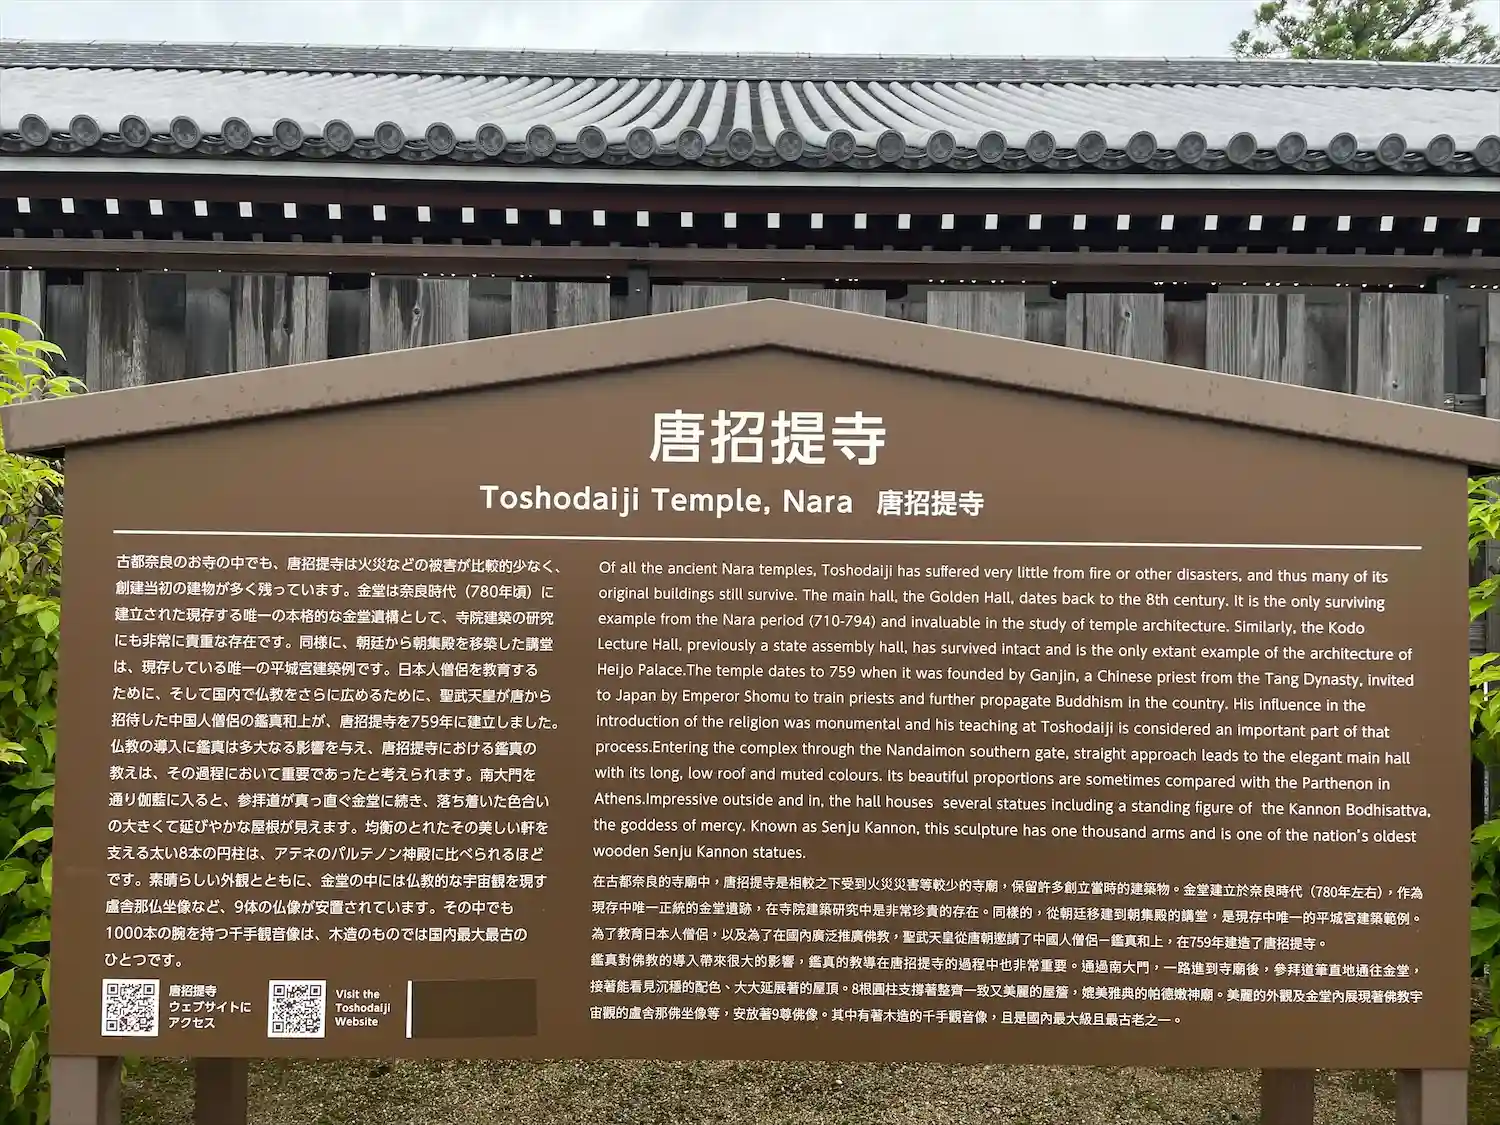 唐招提寺
Toshodaiji Temple, Nara 唐招提寺
古都奈良のお寺の中でも、唐招提寺は火災などの被害が比較的少なく、
創建当初の建物が多く残っています。金堂は奈良時代（780年頃）に
建立された現存する唯一の本格的な金堂遺構として、寺院建築の研究
にも非常に貴重な存在です。同様に、朝廷から朝集殿を移築した講堂
は、現存している唯一の平城宮建築例です。日本人僧侶を教育する
ために、そして国内で仏教をさらに広めるために、聖武天皇が唐から
招待した中国人僧侶の鑑真和上が、唐招提寺を759年に建立しました。
仏教の導入に鑑真は多大なる影響を与え、唐招提寺における鑑真の
教えは、その過程において重要であったと考えられます。南大門を
通り伽藍に入ると、参拝道が真っ直ぐ金堂に続き、落ち着いた色合い
の大きくて延びやかな屋根が見えます。均衡のとれたその美しい軒を
支える太い8本の円柱は、アテネのパルテノン神殿に比べられるほど
です。素晴らしい外観とともに、金堂の中には仏教的な宇宙観を現す
盧舎那仏坐像など、9体の仏像が安置されています。その中でも
1000本の腕を持つ千手観音像は、木造のものでは国内最大最古の
ひとつです。
唐招提寺
ウェブサイトに
アクセス
Visit the
Toshodaiji
Website
Of all the ancient Nara temples, Toshodaiji has suffered very little from fire or other disasters, and thus many of its
original buildings still survive. The main hall, the Golden Hall, dates back to the 8th century. It is the only surviving
example from the Nara period (710-794) and invaluable in the study of temple architecture. Similarly, the Kodo
Lecture Hall, previously a state assembly hall, has survived intact and is the only extant example of the architecture of
Heijo Palace.The temple dates to 759 when it was founded by Ganjin, a Chinese priest from the Tang Dynasty, invited
to Japan by Emperor Shomu to train priests and further propagate Buddhism in the country. His influence in the
introduction of the religion was monumental and his teaching at Toshodaiji is considered an important part of that
process.Entering the complex through the Nandaimon southern gate, straight approach leads to the elegant main hall
with its long, low roof and muted colours. Its beautiful proportions are sometimes compared with the Parthenon in
Athens.Impressive outside and in, the hall houses several statues including a standing figure of the Kannon Bodhisattva,
the goddess of mercy. Known as Senju Kannon, this sculpture has one thousand arms and is one of the nation's oldest
wooden Senju Kannon statues.
在古都奈良的寺廟中，唐招提寺是相較之下受到火災災害等較少的寺廟，保留許多創立當時的建築物。金堂建立於奈良時代（780年左右），作為
現存中唯一正統的金堂遺跡，在寺院建築研究中是非常珍貴的存在。同樣的，從朝廷移建到朝集殿的講堂，是現存中唯一的平城宮建築範例。
為了教育日本人僧侶，以及為了在國內廣泛推廣佛教，聖武天皇從唐朝邀請了中國人僧侶—鑑真和上，在759年建造了唐招提寺。
鑑真對佛教的導入帶來很大的影響，鑑真的教導在唐招提寺的過程中也非常重要。通過南大門，一路進到寺廟後，參拜道筆直地通往金堂，
接著能看見沉穩的配色、大大延展著的屋頂。8根圓柱支撐著整齊一致又美麗的屋簷，媲美雅典的帕德嫩神廟。美麗的外觀及金堂內展現著佛教宇
宙觀的盧舍那佛坐像等，安放著9尊佛像。其中有著木造的千手觀音像，且是國內最大級且最古老之一。